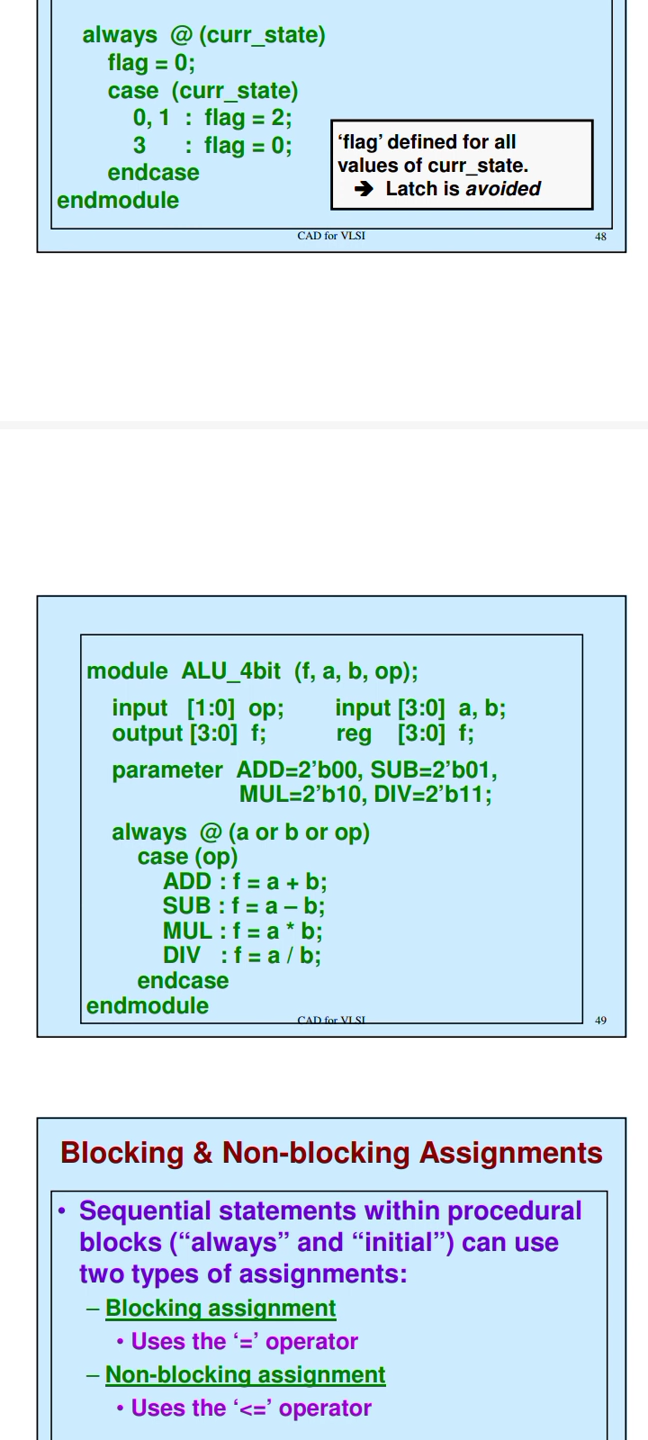 always @ (curr_state)
flag = 0;
case (curr_state)
0, 1 : flag = 2;
3 : flag = 0;
endcase
endmodule
‘flag’ defined for all
values of curr_state.
➔ Latch is avoided
CAD for VLSI 48
module ALU_4bit (f, a, b, op);
input [1:0] op; input [3:0] a, b;
output [3:0] f; reg [3:0] f;
parameter ADD=2’b00, SUB=2’b01,
MUL=2’b10, DIV=2’b11;
always @ (a or b or op)
case (op)
ADD : f = a + b;
SUB : f = a – b;
MUL : f = a * b;
DIV : f = a / b;
endcase
endmodule
CAD for VLSI 49
Blocking & Non-blocking Assignments
• Sequential statements within procedural
blocks (“always” and “initial”) can use
two types of assignments:
– Blocking assignment
• Uses the ‘=’ operator
– Non-blocking assignment
• Uses the ‘<=’ operator